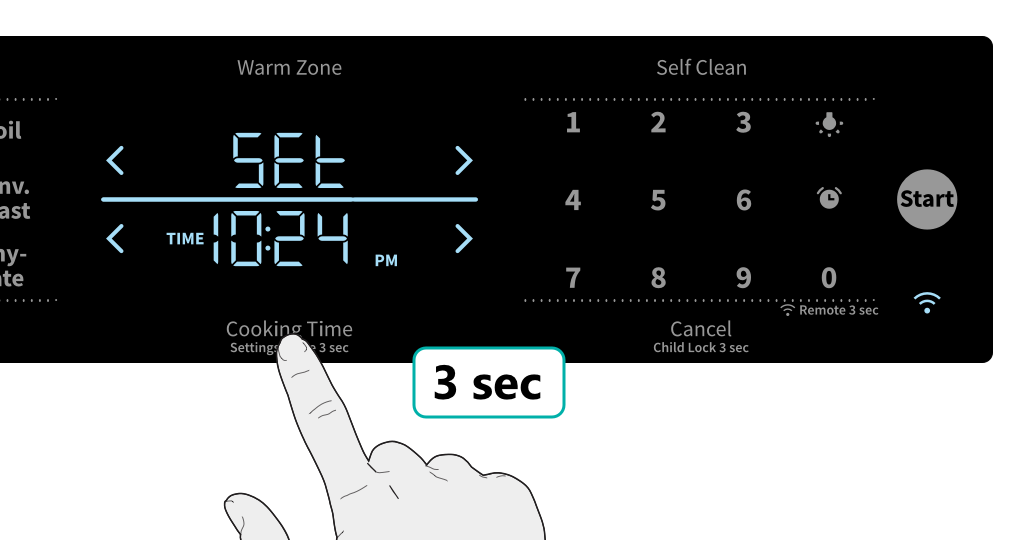 Warm Zone
Self Clean
oil
nv.
ast
ny-
te
SEt
TIME 10:24 PM
1 2 3
4 5 6
7 8 9 0
Start
Remote 3 sec
Cooking Time
Settings 3 sec
Cancel
Child Lock 3 sec
3 sec